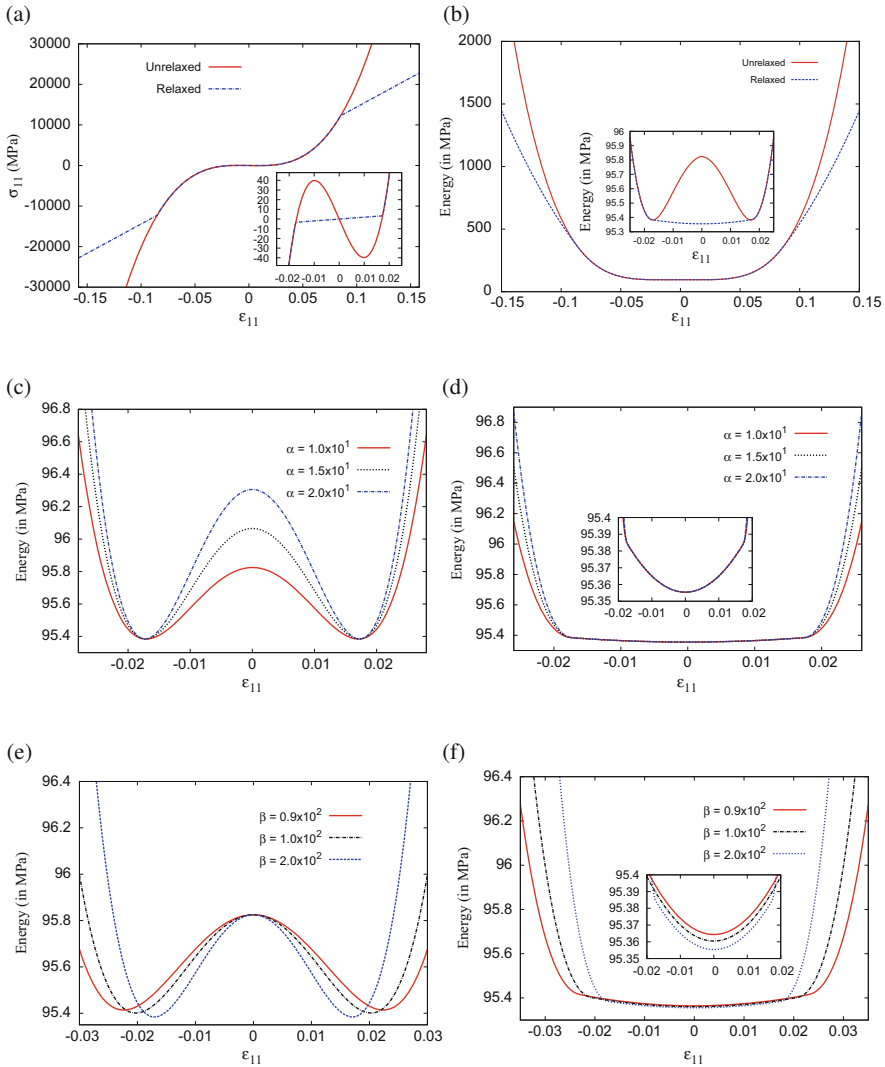 (a)
30000
20000
10000
0
-10000
-20000
-30000
σ11 (MPa)
Unrelaxed
Relaxed
40
30
20
10
0
-10
-20
-30
-40
-0.02 -0.01 0 0.01 0.02
-0.15 -0.1 -0.05 0 0.05 0.1 0.15
ε11
(b)
2000
1500
1000
500
0
Energy (in MPa)
Unrelaxed
Relaxed
96
95.9
95.8
95.7
95.6
95.5
95.4
95.3
Energy (in MPa)
-0.02 -0.01 0 0.01 0.02
ε11
-0.15 -0.1 -0.05 0 0.05 0.1 0.15
ε11
(c)
96.8
96.6
96.4
96.2
96
95.8
95.6
95.4
Energy (in MPa)
α = 1.0x10^1
α = 1.5x10^1
α = 2.0x10^1
-0.02 -0.01 0 0.01 0.02
ε11
(d)
96.8
96.6
96.4
96.2
96
95.8
95.6
95.4
Energy (in MPa)
α = 1.0x10^1
α = 1.5x10^1
α = 2.0x10^1
95.4
95.39
95.38
95.37
95.36
95.35
-0.02 -0.01 0 0.01 0.02
-0.02 -0.01 0 0.01 0.02
ε11
(e)
96.4
96.2
96
95.8
95.6
95.4
Energy (in MPa)
β = 0.9x10^2
β = 1.0x10^2
β = 2.0x10^2
-0.03 -0.02 -0.01 0 0.01 0.02 0.03
ε11
(f)
96.4
96.2
96
95.8
95.6
95.4
Energy (in MPa)
β = 0.9x10^2
β = 1.0x10^2
β = 2.0x10^2
95.4
95.39
95.38
95.37
95.36
95.35
-0.02 -0.01 0 0.01 0.02
-0.03 -0.02 -0.01 0 0.01 0.02 0.03
ε11